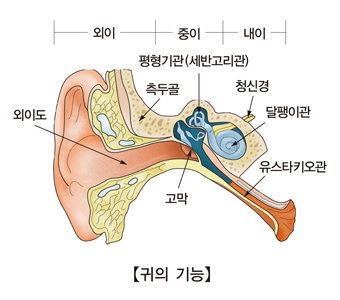 외이 중이 내이
평형기관(세반고리관)
측두골
청신경
외이도
달팽이관
유스타키오관
고막
【귀의 기능】